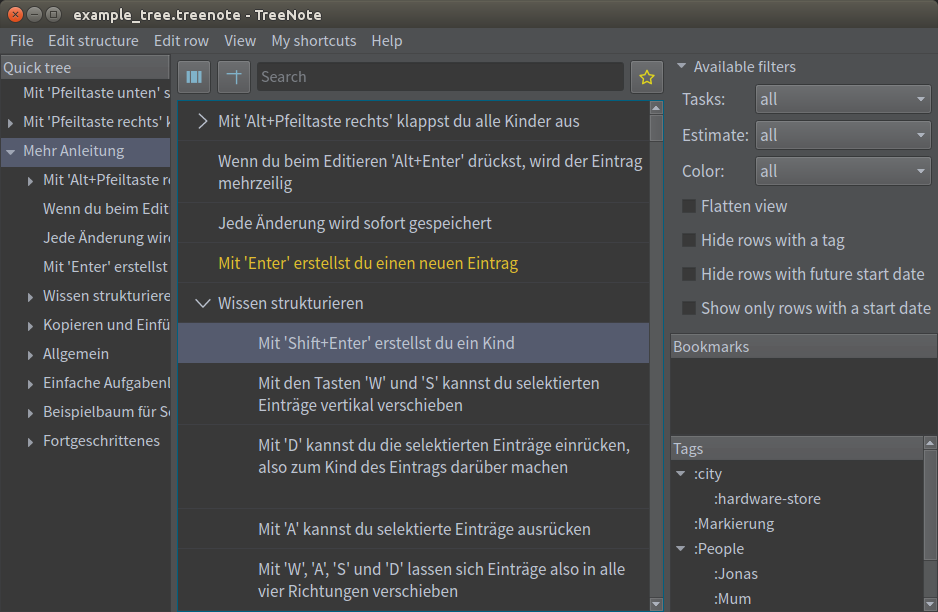 example_tree.treenote - TreeNote
File Edit structure Edit row View My shortcuts Help
Quick tree
Mit 'Pfeiltaste unten' s
Mit 'Pfeiltaste rechts' k
Mehr Anleitung
Mit 'Alt+Pfeiltaste r
Wenn du beim Edit
Jede Änderung wird
Mit 'Enter' erstellst
Wissen strukturiere
Kopieren und Einfü
Allgemein
Einfache Aufgabenl
Beispielbaum für Se
Fortgeschrittenes
Search
Mit 'Alt+Pfeiltaste rechts' klappst du alle Kinder aus
Wenn du beim Editieren 'Alt+Enter' drückst, wird der Eintrag
mehrzeilig
Jede Änderung wird sofort gespeichert
Mit 'Enter' erstellst du einen neuen Eintrag
Wissen strukturieren
Mit 'Shift+Enter' erstellst du ein Kind
Mit den Tasten 'W' und 'S' kannst du selektierten
Einträge vertikal verschieben
Mit 'D' kannst du die selektierten Einträge einrücken,
also zum Kind des Eintrags darüber machen
Mit 'A' kannst du selektierte Einträge ausrücken
Mit 'W', 'A', 'S' und 'D' lassen sich Einträge also in alle
vier Richtungen verschieben
Available filters
Tasks: all
Estimate: all
Color: all
Flatten view
Hide rows with a tag
Hide rows with future start date
Show only rows with a start date
Bookmarks
Tags
:city
:hardware-store
:Markierung
:People
:Jonas
:Mum